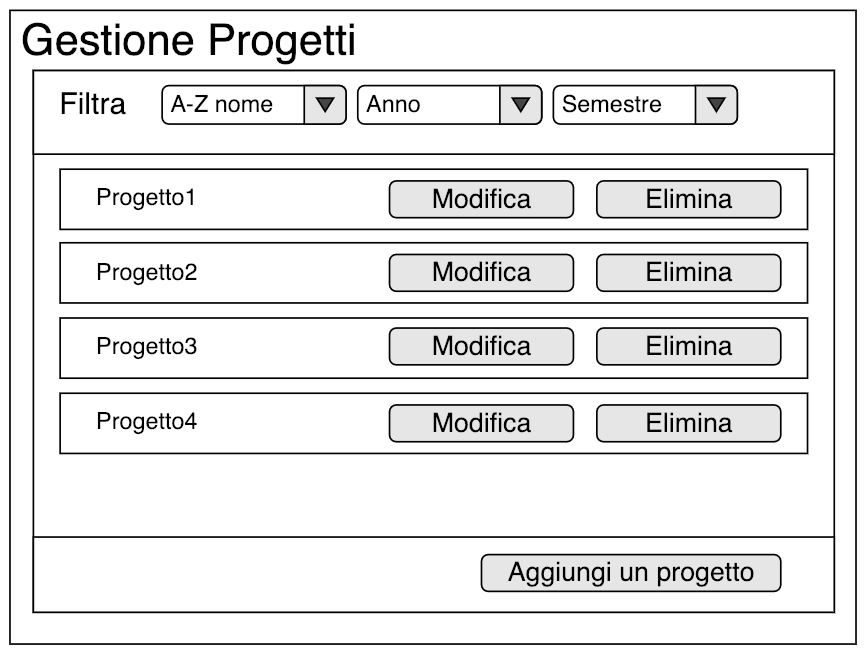 Gestione Progetti
Filtra A-Z nome Anno Semestre
Progetto1 Modifica Elimina
Progetto2 Modifica Elimina
Progetto3 Modifica Elimina
Progetto4 Modifica Elimina
Aggiungi un progetto